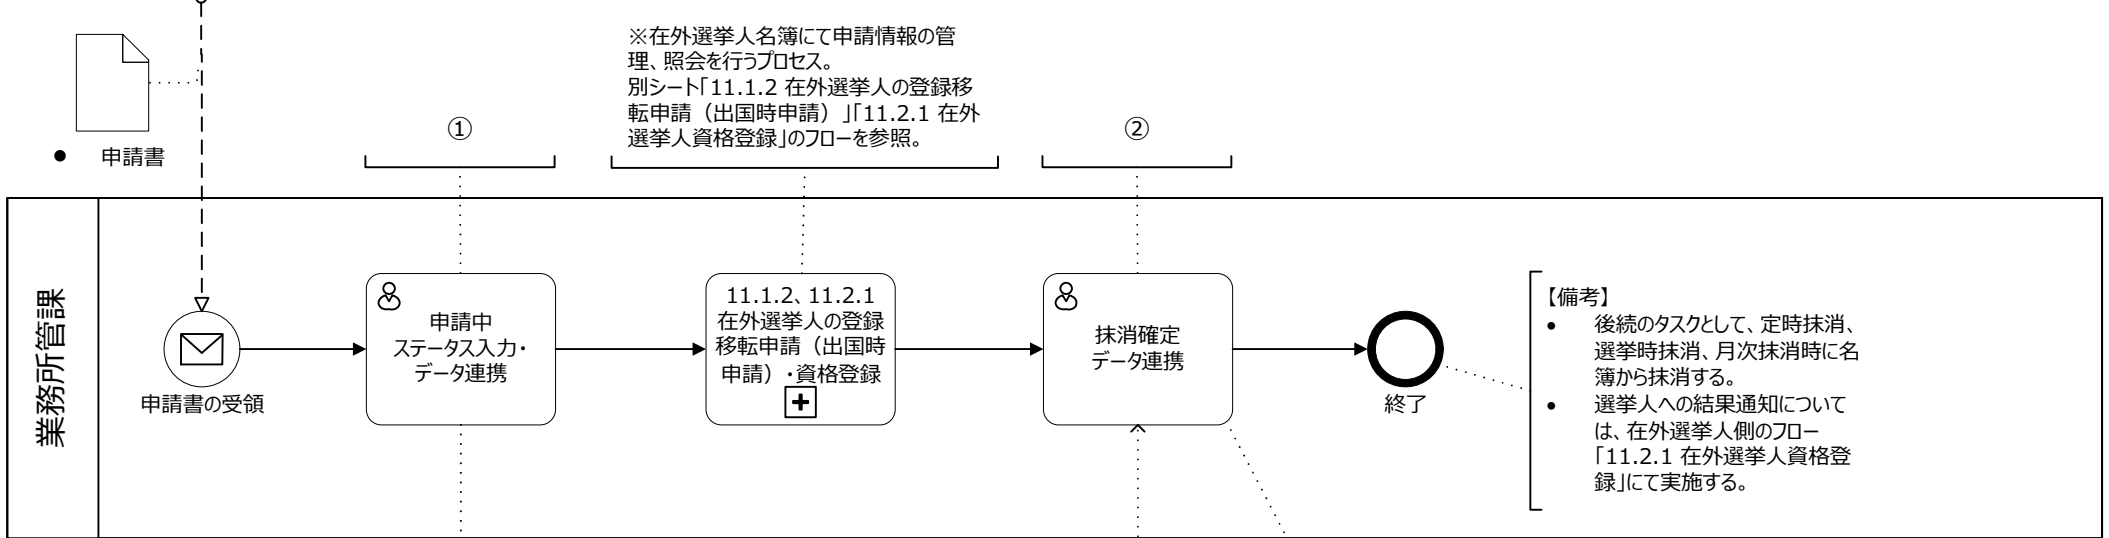 ※在外選挙人名簿にて申請情報の管
理、照会を行うプロセス。
別シート「11.1.2 在外選挙人の登録移
転申請（出国時申請）」「11.2.1 在外
選挙人資格登録」のフローを参照。
①
②
● 申請書
業務所管課
申請書の受領
申請中
ステータス入力・
データ連携
11.1.2、11.2.1
在外選挙人の登録
移転申請（出国時
申請）・資格登録
抹消確定
データ連携
終了
【備考】
● 後続のタスクとして、定時抹消、
選挙時抹消、月次抹消時に名
簿から抹消する。
● 選挙人への結果通知について
は、在外選挙人側のフロー
「11.2.1 在外選挙人資格登
録」にて実施する。